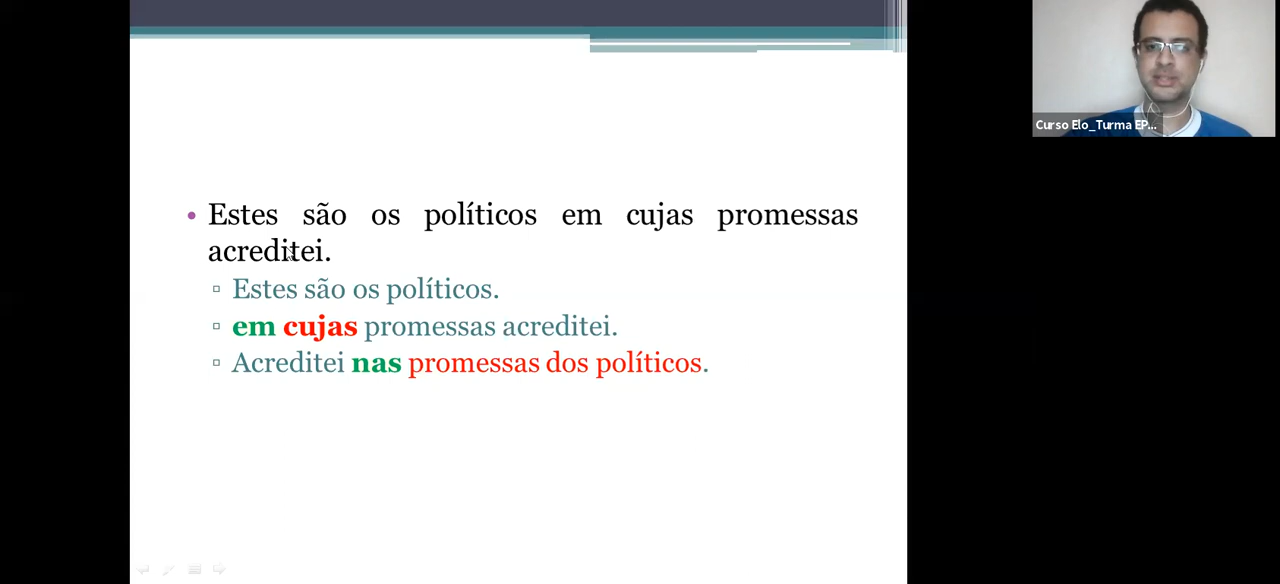 Estes são os políticos em cujas promessas
acreditei.
Estes são os políticos.
em cujas promessas acreditei.
Acreditei nas promessas dos políticos.
Curso Elo_Turma EP...